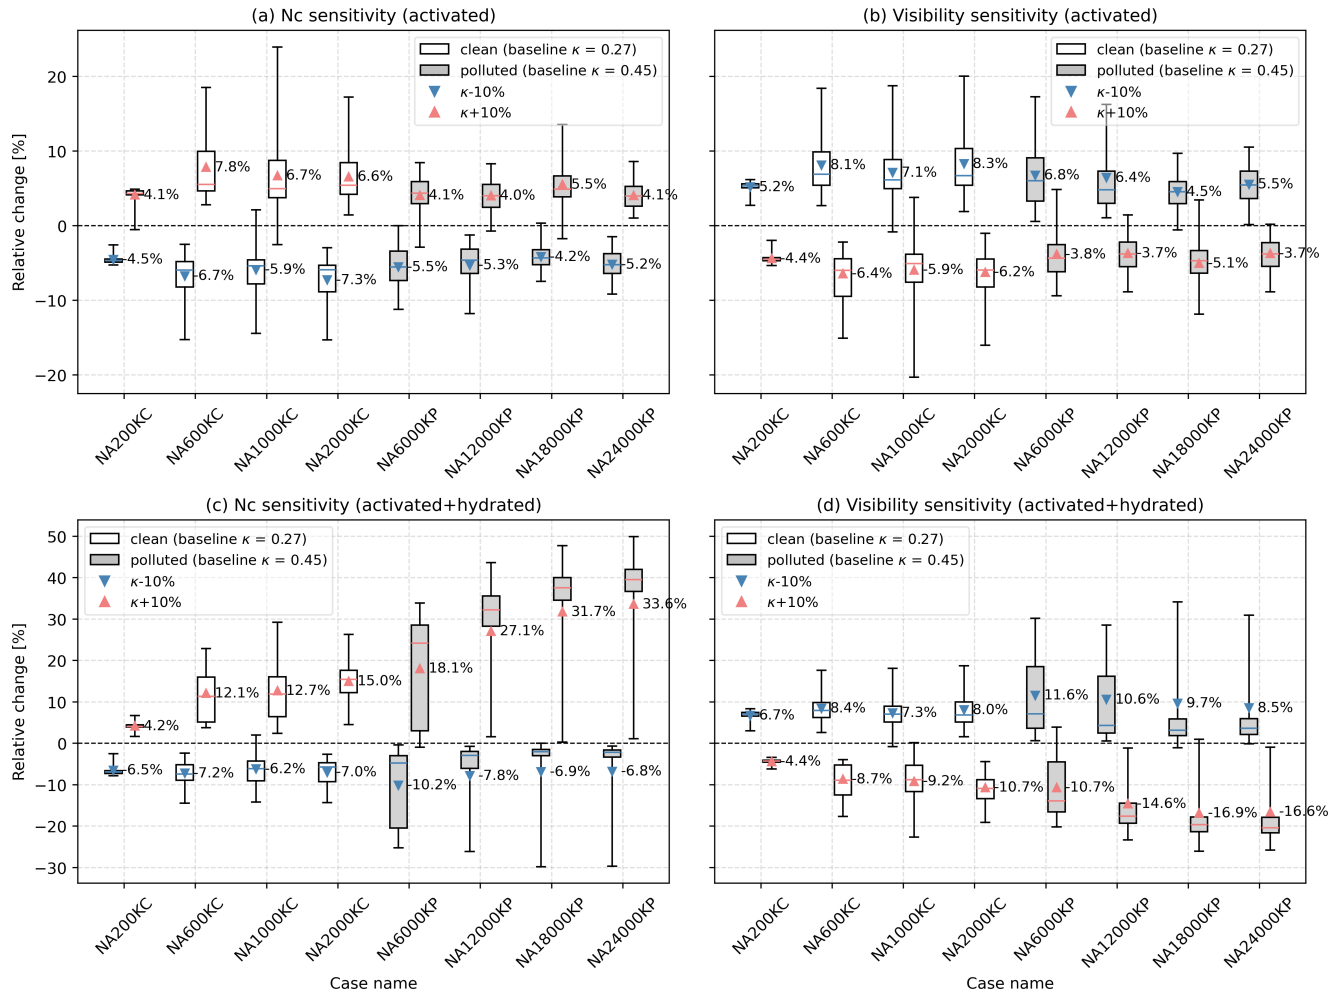 (a) Nc sensitivity (activated)
Relative change [%]
20
10
0
−10
−20
clean (baseline κ = 0.27)
polluted (baseline κ = 0.45)
κ-10%
κ+10%
-4.5%
4.1%
-6.7%
7.8%
-5.9%
6.7%
-7.3%
6.6%
-5.5%
4.1%
-5.3%
4.0%
-4.2%
5.5%
-5.2%
4.1%
NA200KC
NA600KC
NA1000KC
NA2000KC
NA6000KP
NA12000KP
NA18000KP
NA24000KP
(b) Visibility sensitivity (activated)
clean (baseline κ = 0.27)
polluted (baseline κ = 0.45)
κ-10%
κ+10%
5.2%
-4.4%
8.1%
-6.4%
7.1%
-5.9%
8.3%
-6.2%
6.8%
-3.8%
6.4%
-3.7%
4.5%
-5.1%
5.5%
-3.7%
NA200KC
NA600KC
NA1000KC
NA2000KC
NA6000KP
NA12000KP
NA18000KP
NA24000KP
(c) Nc sensitivity (activated+hydrated)
Relative change [%]
50
40
30
20
10
0
−10
−20
−30
clean (baseline κ = 0.27)
polluted (baseline κ = 0.45)
κ-10%
κ+10%
-6.5%
4.2%
-7.2%
12.1%
-6.2%
12.7%
-7.0%
15.0%
-10.2%
18.1%
-7.8%
27.1%
-6.9%
31.7%
-6.8%
33.6%
NA200KC
NA600KC
NA1000KC
NA2000KC
NA6000KP
NA12000KP
NA18000KP
NA24000KP
Case name
(d) Visibility sensitivity (activated+hydrated)
clean (baseline κ = 0.27)
polluted (baseline κ = 0.45)
κ-10%
κ+10%
6.7%
-4.4%
8.4%
-8.7%
7.3%
-9.2%
8.0%
-10.7%
11.6%
-10.7%
10.6%
-14.6%
9.7%
-16.9%
8.5%
-16.6%
NA200KC
NA600KC
NA1000KC
NA2000KC
NA6000KP
NA12000KP
NA18000KP
NA24000KP
Case name